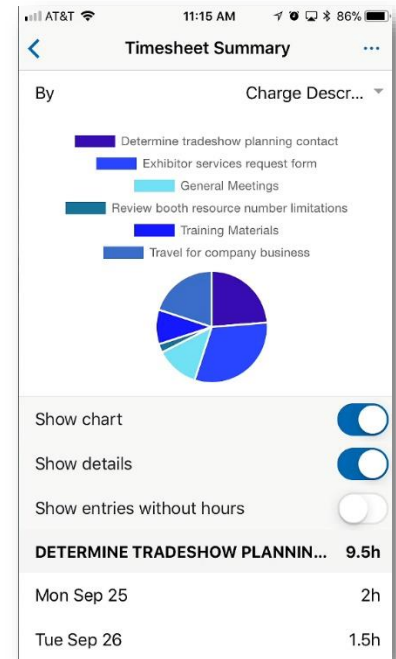 AT&T 11:15 AM 86%
Timesheet Summary ...
By Charge Descr...
Determine tradeshow planning contact
Exhibitor services request form
General Meetings
Review booth resource number limitations
Training Materials
Travel for company business
Show chart
Show details
Show entries without hours
DETERMINE TRADESHOW PLANNIN... 9.5h
Mon Sep 25 2h
Tue Sep 26 1.5h